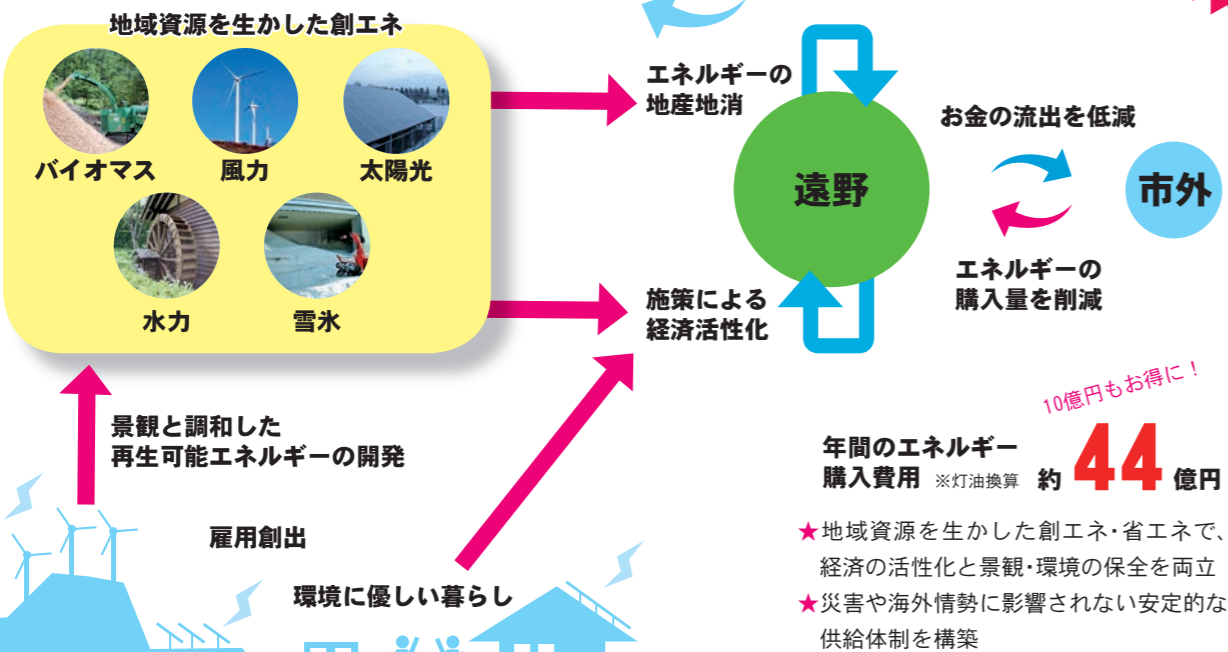 地域資源を生かした創エネ
バイオマス
風力
太陽光
水力
雪氷
エネルギーの
地産地消
施策による
経済活性化
遠野
お金の流出を低減
市外
エネルギーの
購入量を削減
景観と調和した
再生可能エネルギーの開発
雇用創出
環境に優しい暮らし
10億円もお得に!
年間のエネルギー
購入費用 ※灯油換算 約44億円
★地域資源を生かした創エネ・省エネで、
経済の活性化と景観・環境の保全を両立
★災害や海外情勢に影響されない安定的な
供給体制を構築